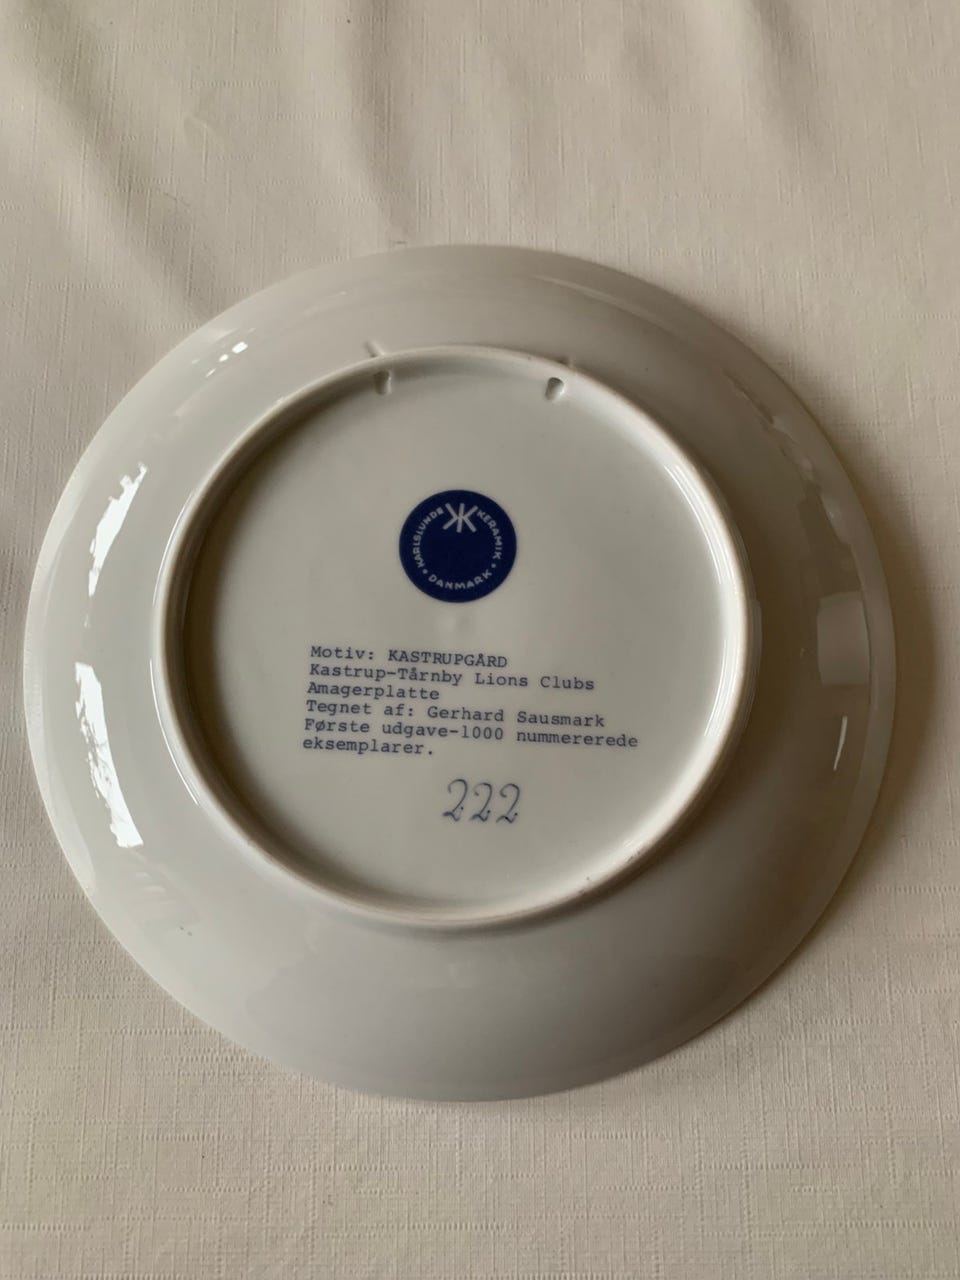 KARLSLUNDE KERAMIK
• DANMARK •
Motiv: KASTRUPGÅRD
Kastrup-Tårnby Lions Clubs
Amagerplatte
Tegnet af: Gerhard Sausmark
Første udgave-1000 nummererede
eksemplarer.
222